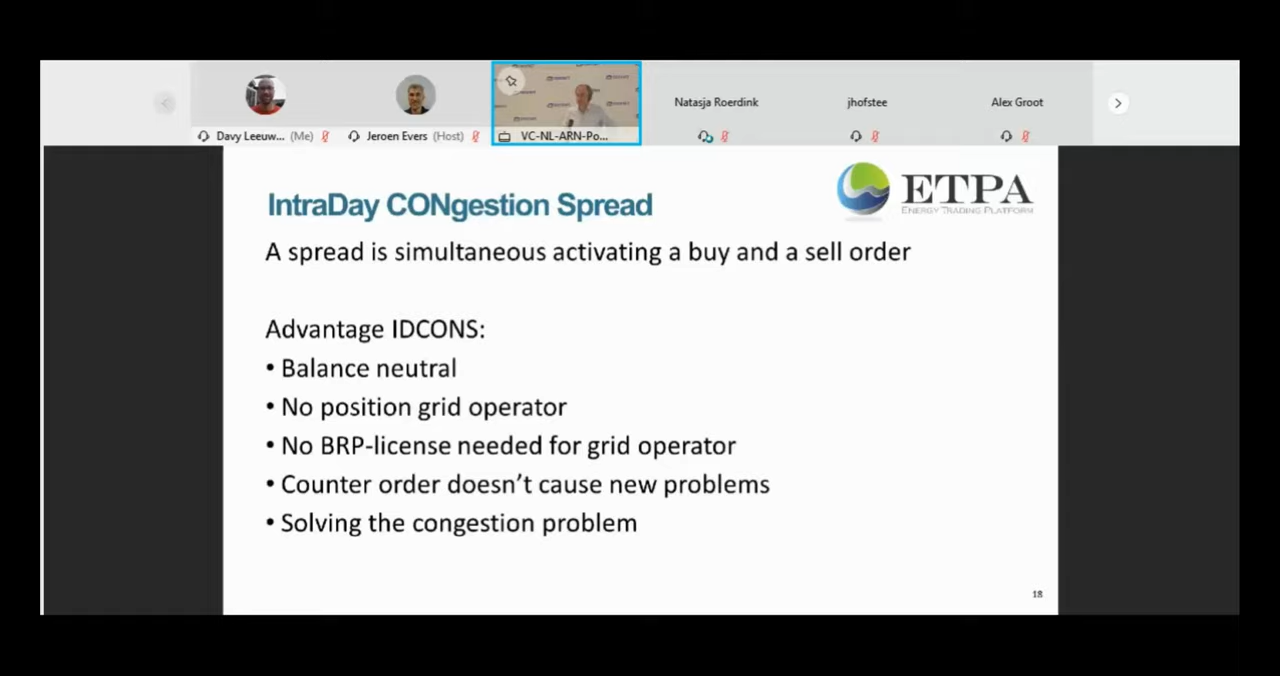 Davy Leeuw... (Me)
Jeroen Evers (Host)
VC-NL-ARN-Po...
Natasja Roerdink
jhofstee
Alex Groot
IntraDay CONgestion Spread
ETPA
ENERGY TRADING PLATFORM
A spread is simultaneous activating a buy and a sell order
Advantage IDCONS:
• Balance neutral
• No position grid operator
• No BRP-license needed for grid operator
• Counter order doesn't cause new problems
• Solving the congestion problem
18